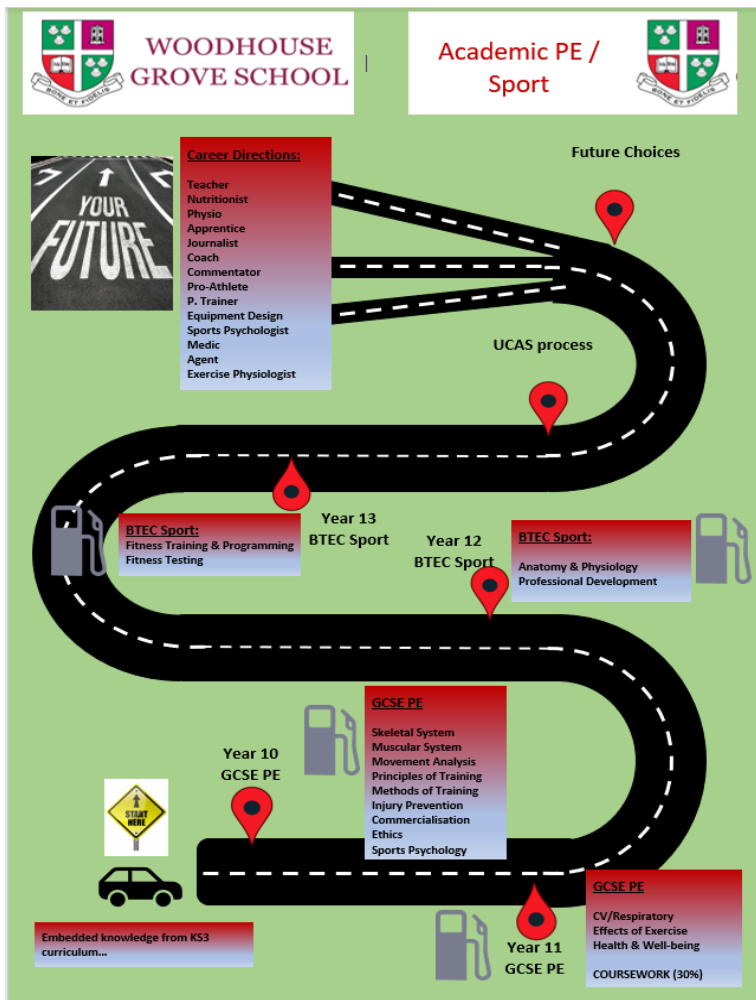 WOODHOUSE
GROVE SCHOOL
BONE ET FIDELIS
Academic PE /
Sport
BONE ET FIDELIS
YOUR
FUTURE
Career Directions:
Teacher
Nutritionist
Physio
Apprentice
Journalist
Coach
Commentator
Pro-Athlete
P. Trainer
Equipment Design
Sports Psychologist
Medic
Agent
Exercise Physiologist
Future Choices
UCAS process
BTEC Sport:
Fitness Training & Programming
Fitness Testing
Year 13
BTEC Sport
Year 12
BTEC Sport
BTEC Sport:
Anatomy & Physiology
Professional Development
GCSE PE
Skeletal System
Muscular System
Movement Analysis
Principles of Training
Methods of Training
Injury Prevention
Commercialisation
Ethics
Sports Psychology
Year 10
GCSE PE
START
HERE
Embedded knowledge from KS3
curriculum...
Year 11
GCSE PE
GCSE PE
CV/Respiratory
Effects of Exercise
Health & Well-being
COURSEWORK (30%)